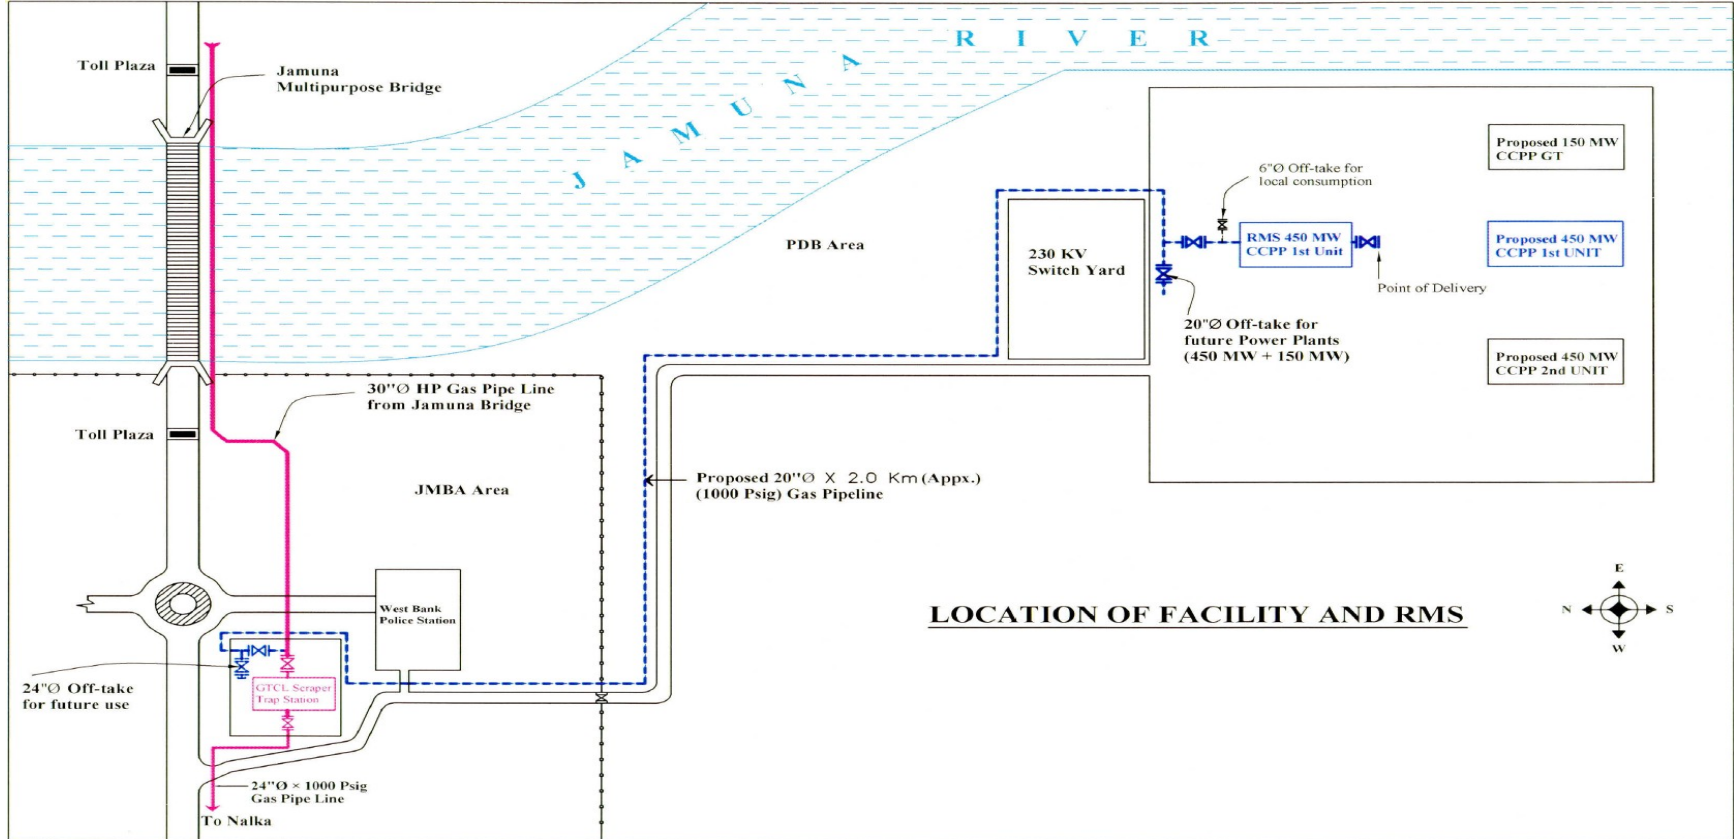 J A M U N A R I V E R
Toll Plaza
Jamuna
Multipurpose Bridge
Proposed 150 MW
CCPP GT
6"Ø Off-take for
local consumption
PDB Area
230 KV
Switch Yard
RMS 450 MW
CCPP 1st Unit
Proposed 450 MW
CCPP 1st UNIT
Point of Delivery
20"Ø Off-take for
future Power Plants
(450 MW + 150 MW)
Proposed 450 MW
CCPP 2nd UNIT
30"Ø HP Gas Pipe Line
from Jamuna Bridge
Toll Plaza
JMBA Area
Proposed 20"Ø X 2.0 Km (Appx.)
(1000 Psig) Gas Pipeline
West Bank
Police Station
LOCATION OF FACILITY AND RMS
E
N S
W
24"Ø Off-take
for future use
GTCL Scraper
Trap Station
24"Ø × 1000 Psig
Gas Pipe Line
To Nalka